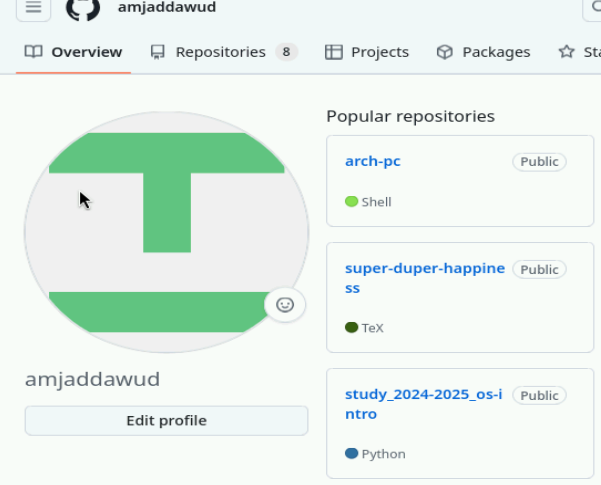 amjaddawud
Overview
Repositories 8
Projects
Packages
Popular repositories
arch-pc
Public
Shell
super-duper-happine
ss
Public
TeX
study_2024-2025_os-i
ntro
Public
Python
amjaddawud
Edit profile